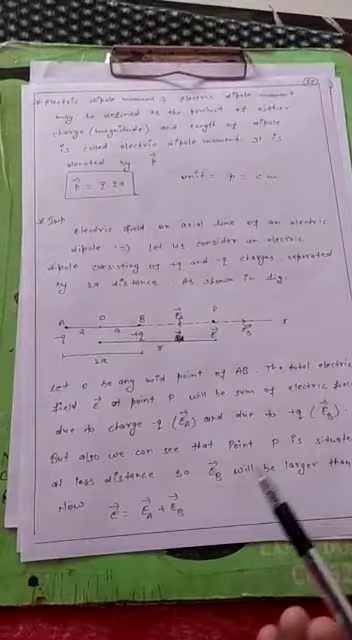 Electric dipole moment :→ Electric dipole moment
may be defined as the product of either
charge (magnitude) and length of dipole
is called electric dipole moment. It is
denoted by p⃗
p⃗ = q 2a
unit = p = c m
* Imp
Electric field on axial line of an electric
dipole :→ Let us consider an electric
dipole consisting of +q and -q charges, seprated
by 2a distance. As shown in dig.
A O B E⃗A P E⃗B X
-q a a +q
r
2a
Let O be any mid point of AB. The total electric
field E⃗ at point P will be sum of electric field
due to charge -q (E⃗A) and due to +q (E⃗B).
But also we can see that Point P is situate
at less distance so E⃗B will be larger than
Now E⃗ = E⃗A + E⃗B